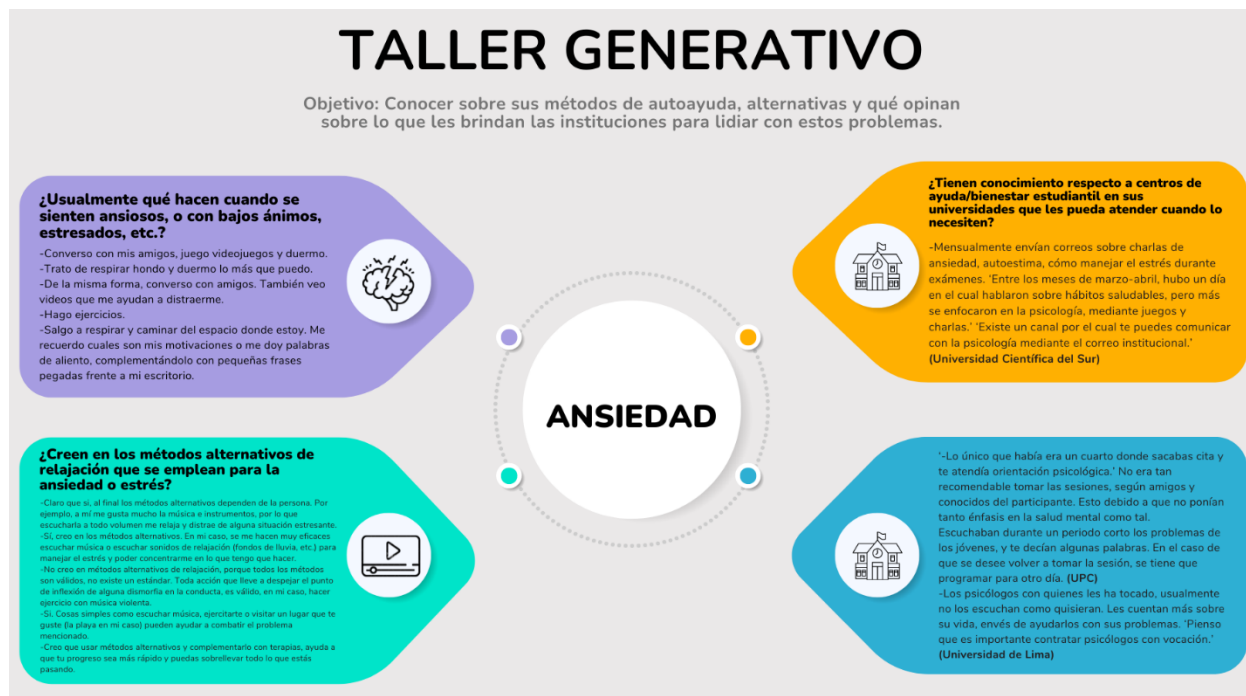 TALLER GENERATIVO
Objetivo: Conocer sobre sus métodos de autoayuda, alternativas y qué opinan
sobre lo que les brindan las instituciones para lidiar con estos problemas.
¿Usualmente qué hacen cuando se
sienten ansiosos, o con bajos ánimos,
estresados, etc.?
-Converso con mis amigos, juego videojuegos y duermo.
-Trato de respirar hondo y duermo lo más que puedo.
-De la misma forma, converso con amigos. También veo
videos que me ayudan a distraerme.
-Hago ejercicios.
-Salgo a respirar y caminar del espacio donde estoy. Me
recuerdo cuales son mis motivaciones o me doy palabras
de aliento, complementándolo con pequeñas frases
pegadas frente a mi escritorio.
¿Tienen conocimiento respecto a centros de
ayuda/bienestar estudiantil en sus
universidades que les pueda atender cuando lo
necesiten?
-Mensualmente envían correos sobre charlas de
ansiedad, autoestima, cómo manejar el estrés durante
exámenes. 'Entre los meses de marzo-abril, hubo un día
en el cual hablaron sobre hábitos saludables, pero más
se enfocaron en la psicología, mediante juegos y
charlas.' 'Existe un canal por el cual te puedes comunicar
con la psicología mediante el correo institucional.'
(Universidad Científica del Sur)
ANSIEDAD
¿Creen en los métodos alternativos de
relajación que se emplean para la
ansiedad o estrés?
-Claro que si, al final los métodos alternativos dependen de la persona. Por
ejemplo, a mí me gusta mucho la música e instrumentos, por lo que
escucharla a todo volumen me relaja y distrae de alguna situación estresante.
-Sí, creo en los métodos alternativos. En mi caso, se me hacen muy eficaces
escuchar música o escuchar sonidos de relajación (fondos de lluvia, etc.) para
manejar el estrés y poder concentrarme en lo que tengo que hacer.
-No creo en métodos alternativos de relajación, porque todos los métodos
son válidos, no existe un estándar. Toda acción que lleve a despejar el punto
de inflexión de alguna dismorfia en la conducta, es válido, en mi caso, hacer
ejercicio con música violenta.
-Si. Cosas simples como escuchar música, ejercitarte o visitar un lugar que te
guste (la playa en mi caso) pueden ayudar a combatir el problema
mencionado.
-Creo que usar métodos alternativos y complementarlo con terapias, ayuda a
que tu progreso sea más rápido y puedas sobrellevar todo lo que estás
pasando.
'-Lo único que había era un cuarto donde sacabas cita y
te atendía orientación psicológica.' No era tan
recomendable tomar las sesiones, según amigos y
conocidos del participante. Esto debido a que no ponían
tanto énfasis en la salud mental como tal.
Escuchaban durante un periodo corto los problemas de
los jóvenes, y te decían algunas palabras. En el caso de
que se desee volver a tomar la sesión, se tiene que
programar para otro día. (UPC)
-Los psicólogos con quienes les ha tocado, usualmente
no los escuchan como quisieran. Les cuentan más sobre
su vida, envés de ayudarlos con sus problemas. 'Pienso
que es importante contratar psicólogos con vocación.'
(Universidad de Lima)